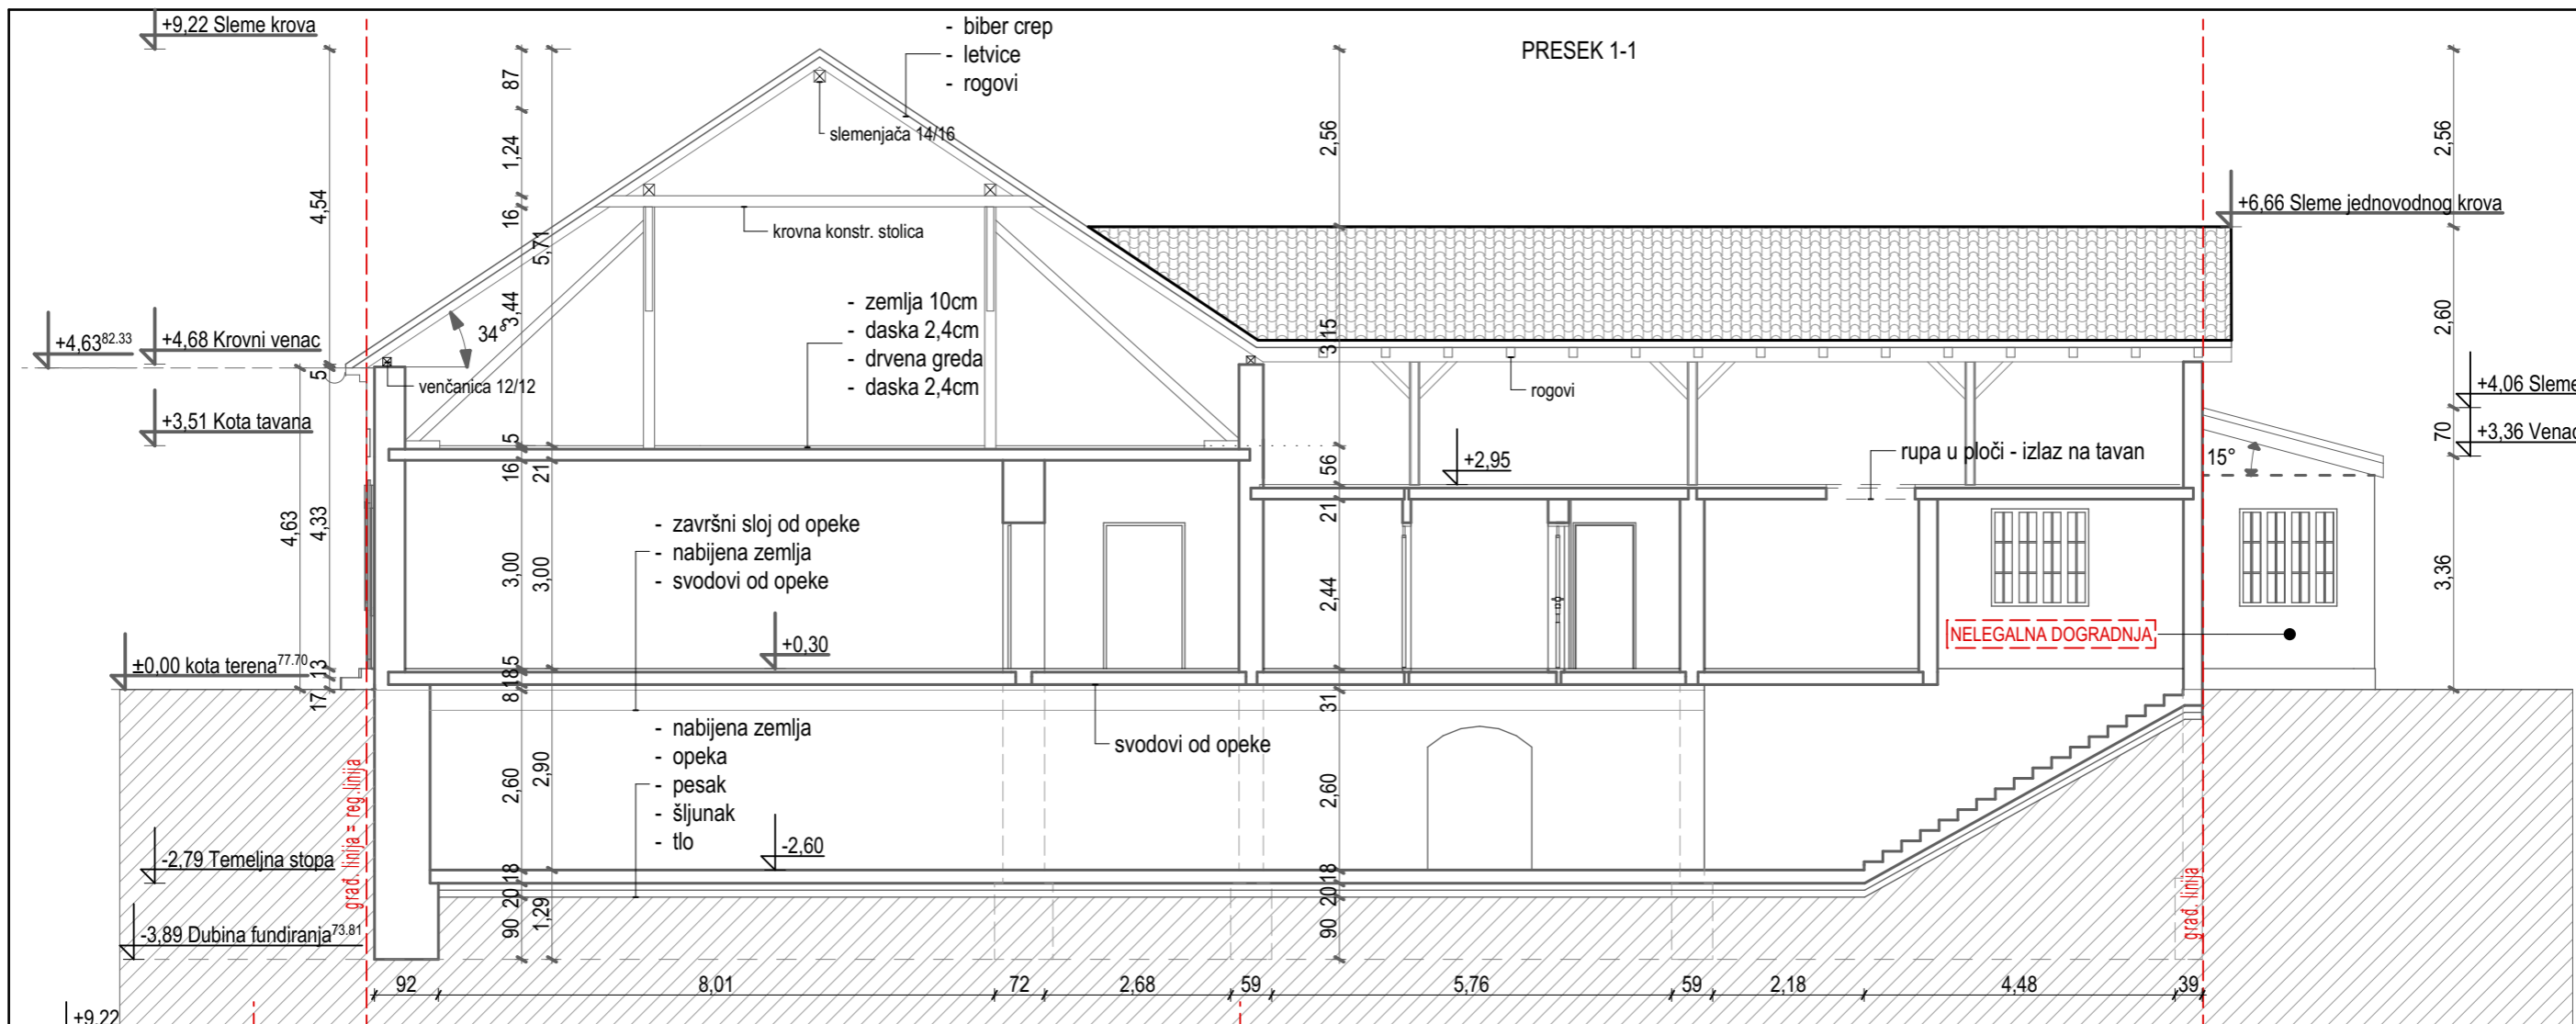 +9,22 Sleme krova
- biber crep
- letvice
- rogovi
PRESEK 1-1
slemenjača 14/16
krovna konstr. stolica
+6,66 Sleme jednovodnog krova
87
1,24
16
3,44
5
16
3,00
5
18
8
2,60
18
20
90
5,71
21
3,00
2,90
1,29
4,54
5
4,33
13
17
4,63
34°
- zemlja 10cm
- daska 2,4cm
- drvena greda
- daska 2,4cm
+4,63 82.33
+4,68 Krovni venac
venčanica 12/12
+3,51 Kota tavana
rogovi
2,56
3,15
56
21
2,44
31
2,60
18
20
90
2,56
2,60
70
3,36
+4,06 Sleme
+3,36
15°
+2,95
rupa u ploči - izlaz na tavan
- završni sloj od opeke
- nabijena zemlja
- svodovi od opeke
+0,30
NELEGALNA DOGRADNJA
±0,00 kota terena 77.70
- nabijena zemlja
- opeka
- pesak
- šljunak
- tlo
svodovi od opeke
-2,60
-2,79 Temeljna stopa
građ. linija = reg.linija
građ. linija
-3,89 Dubina fundiranja 73.81
92
8,01
72
2,68
59
5,76
59
2,18
4,48
39
+9,22